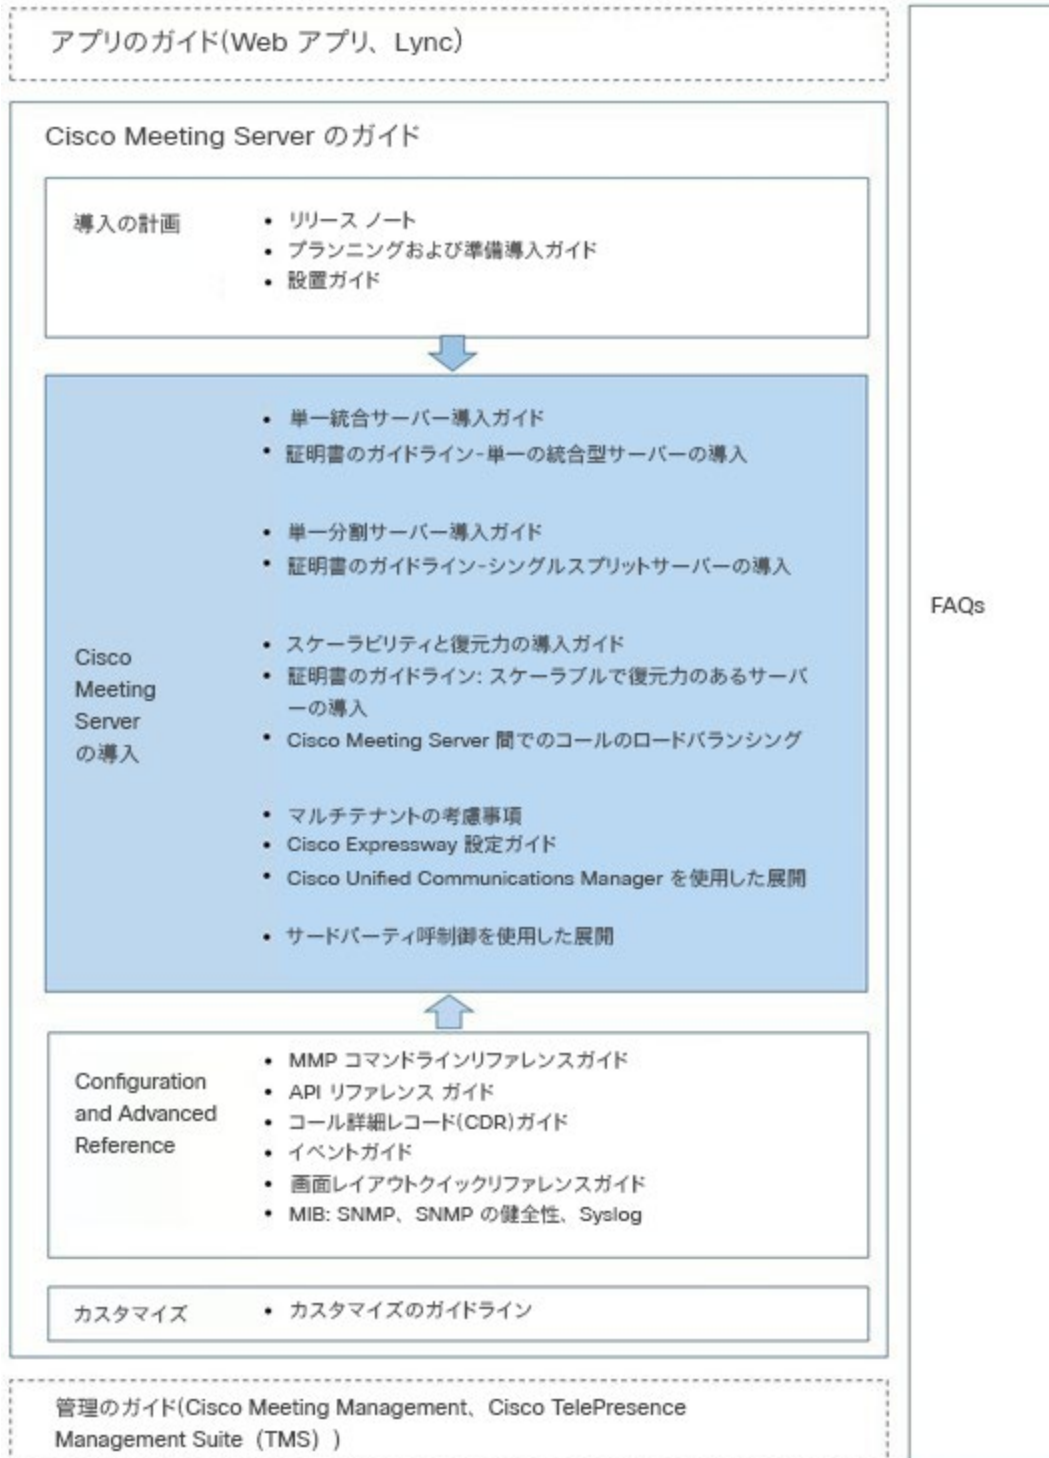 アプリのガイド(Web アプリ、Lync)
Cisco Meeting Server のガイド
導入の計画
• リリース ノート
• プランニングおよび準備導入ガイド
• 設置ガイド
Cisco
Meeting
Server
の導入
• 単一統合サーバー導入ガイド
• 証明書のガイドライン-単一の統合型サーバーの導入
• 単一分割サーバー導入ガイド
• 証明書のガイドライン-シングルスプリットサーバーの導入
• スケーラビリティと復元力の導入ガイド
• 証明書のガイドライン: スケーラブルで復元力のあるサーバ
ーの導入
• Cisco Meeting Server 間でのコールのロードバランシング
• マルチテナントの考慮事項
• Cisco Expressway 設定ガイド
• Cisco Unified Communications Manager を使用した展開
• サードパーティ呼制御を使用した展開
Configuration
and Advanced
Reference
• MMP コマンドラインリファレンスガイド
• API リファレンス ガイド
• コール詳細レコード(CDR)ガイド
• イベントガイド
• 画面レイアウトクイックリファレンスガイド
• MIB: SNMP、SNMP の健全性、Syslog
カスタマイズ
• カスタマイズのガイドライン
管理のガイド(Cisco Meeting Management、Cisco TelePresence
Management Suite（TMS）)
FAQs